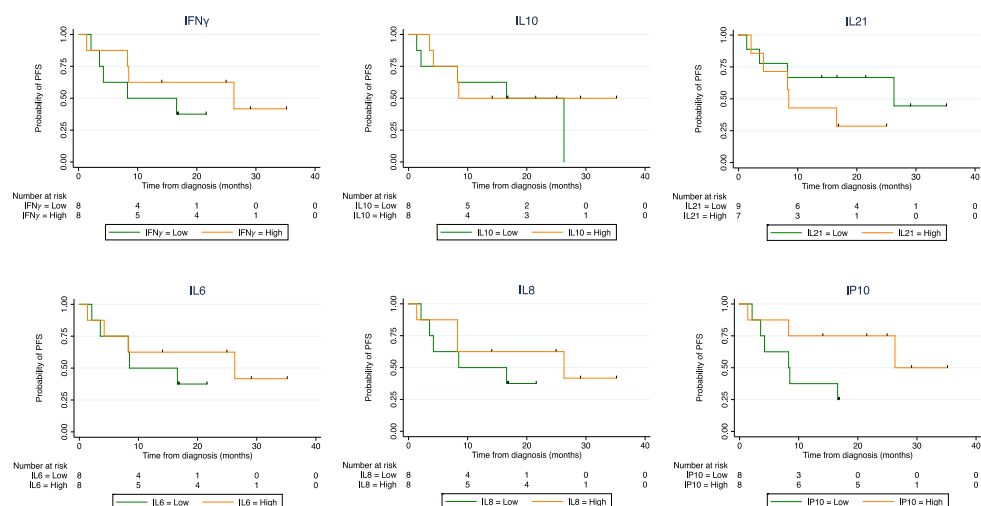 IFNγ
IL10
IL21
Probability of PFS
0.00 0.25 0.50 0.75 1.00
0 10 20 30 40
Time from diagnosis (months)
Number at risk
IFNγ = Low 8 4 1 0 0
IFNγ = High 8 5 4 1 0
IFNγ = Low IFNγ = High
Probability of PFS
0.00 0.25 0.50 0.75 1.00
0 10 20 30 40
Time from diagnosis (months)
Number at risk
IL10 = Low 8 5 2 0 0
IL10 = High 8 4 3 1 0
IL10 = Low IL10 = High
Probability of PFS
0.00 0.25 0.50 0.75 1.00
0 10 20 30 40
Time from diagnosis (months)
Number at risk
IL21 = Low 9 6 4 1 0
IL21 = High 7 3 1 0 0
IL21 = Low IL21 = High
IL6
IL8
IP10
Probability of PFS
0.00 0.25 0.50 0.75 1.00
0 10 20 30 40
Time from diagnosis (months)
Number at risk
IL6 = Low 8 4 1 0 0
IL6 = High 8 5 4 1 0
IL6 = Low IL6 = High
Probability of PFS
0.00 0.25 0.50 0.75 1.00
0 10 20 30 40
Time from diagnosis (months)
Number at risk
IL8 = Low 8 4 1 0 0
IL8 = High 8 5 4 1 0
IL8 = Low IL8 = High
Probability of PFS
0.00 0.25 0.50 0.75 1.00
0 10 20 30 40
Time from diagnosis (months)
Number at risk
IP10 = Low 8 3 0 0 0
IP10 = High 8 6 5 1 0
IP10 = Low IP10 = High